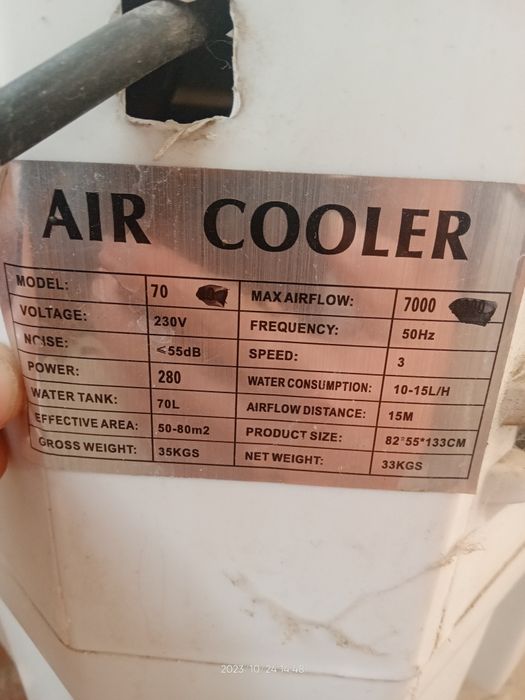 AIR COOLER
MODEL: 70 MAX AIRFLOW: 7000
VOLTAGE: 230V FREQUENCY: 50Hz
NOISE: ≤55dB SPEED: 3
POWER: 280 WATER CONSUMPTION: 10-15L/H
WATER TANK: 70L AIRFLOW DISTANCE: 15M
EFFECTIVE AREA: 50-80m2 PRODUCT SIZE: 82*55*133CM
GROSS WEIGHT: 35KGS NET WEIGHT: 33KGS
2023/10/24 14:48